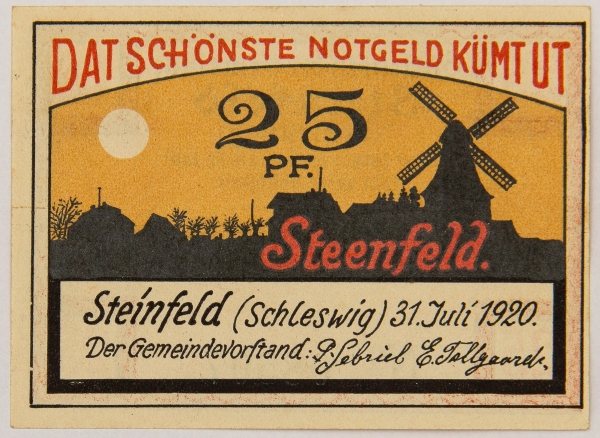 DAT SCHÖNSTE NOTGELD KÜMT UT
25
PF.
Steenfeld.
Steinfeld (Schleswig) 31. Juli 1920.
Der Gemeindevorstand: